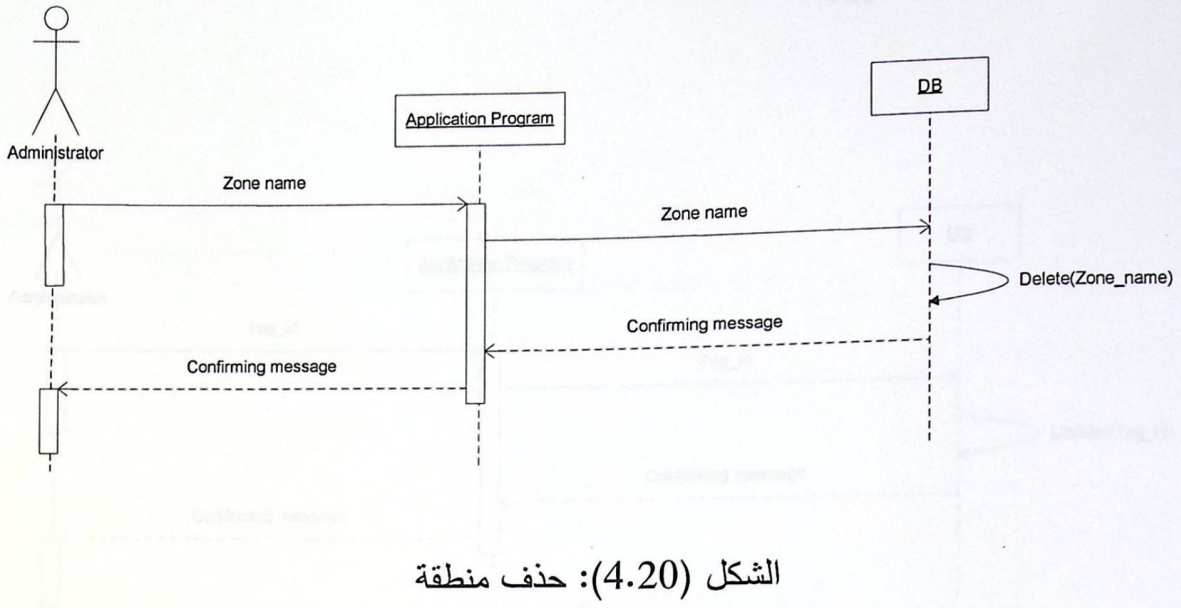 Administrator
Application Program
DB
Zone name
Zone name
Delete(Zone_name)
Confirming message
Confirming message
الشكل (4.20): حذف منطقة